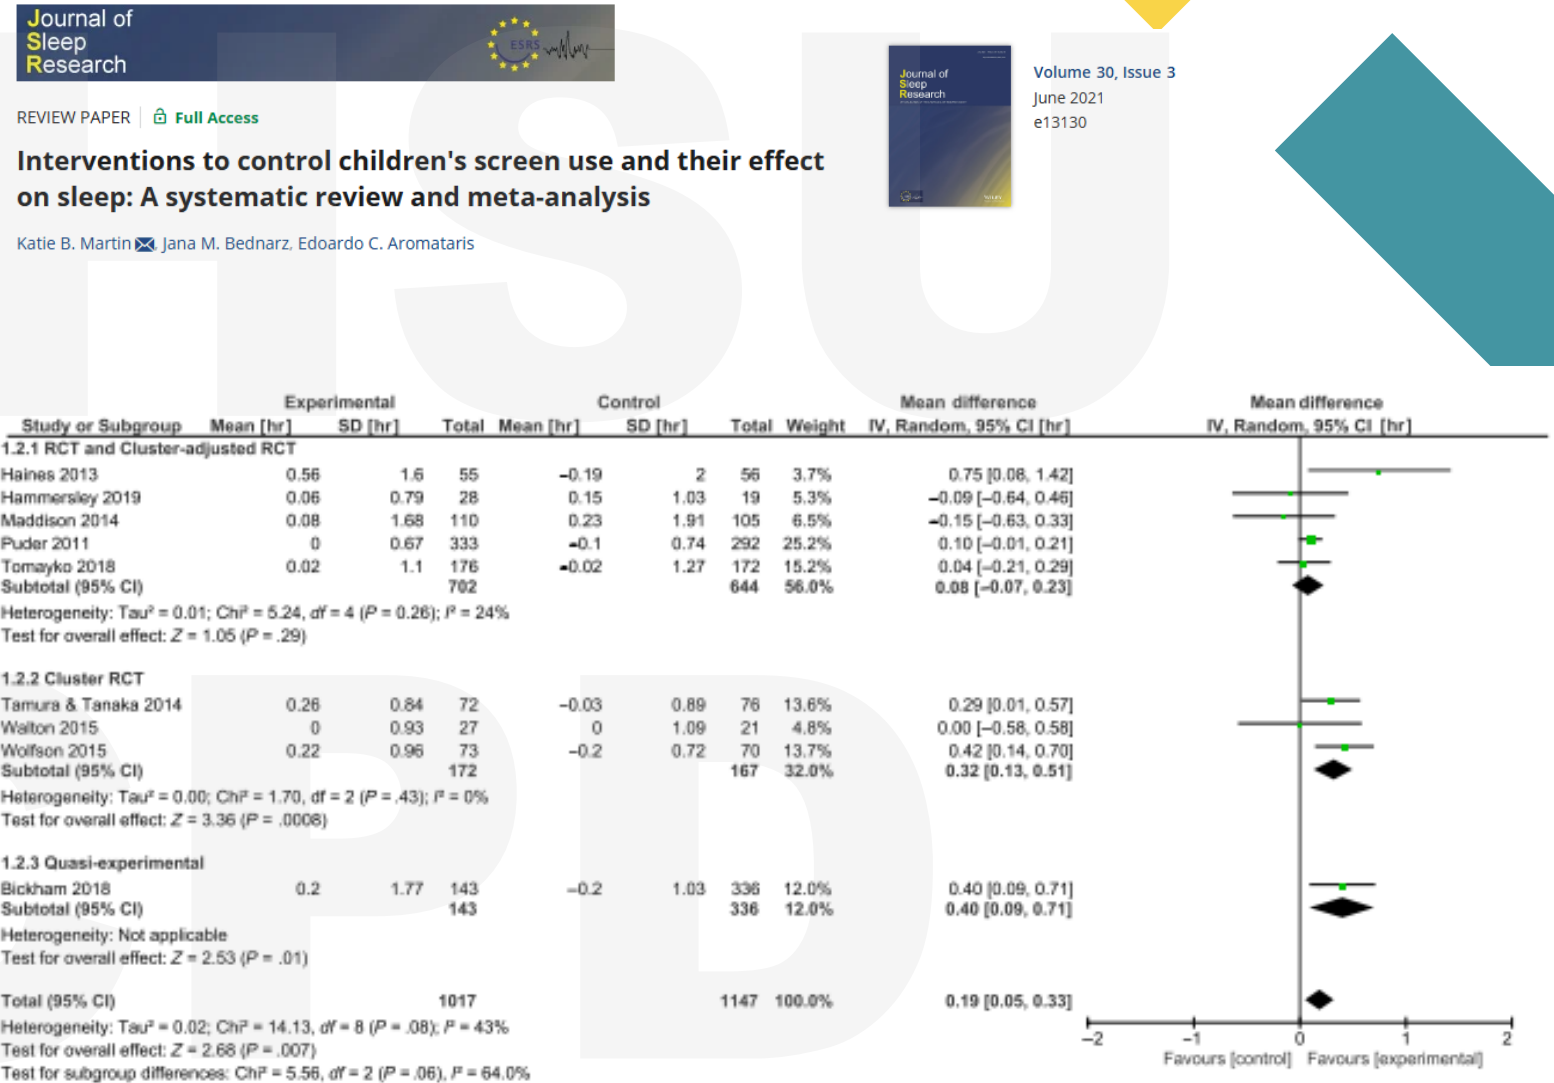 Journal of
Sleep
Research
ESRS
REVIEW PAPER Full Access
Interventions to control children's screen use and their effect
on sleep: A systematic review and meta-analysis
Katie B. Martin, Jana M. Bednarz, Edoardo C. Aromataris
Journal of
Sleep
Research
Volume 30, Issue 3
June 2021
e13130
HSU
CPD
Experimental Control Mean difference Mean difference
Study or Subgroup Mean [hr] SD [hr] Total Mean [hr] SD [hr] Total Weight IV, Random, 95% CI [hr] IV, Random, 95% CI [hr]
1.2.1 RCT and Cluster-adjusted RCT
Haines 2013 0.56 1.6 55 −0.19 2 56 3.7% 0.75 [0.08, 1.42]
Hammersley 2019 0.06 0.79 28 0.15 1.03 19 5.3% −0.09 [−0.64, 0.46]
Maddison 2014 0.08 1.68 110 0.23 1.91 105 6.5% −0.15 [−0.63, 0.33]
Puder 2011 0 0.67 333 −0.1 0.74 292 25.2% 0.10 [−0.01, 0.21]
Tomayko 2018 0.02 1.1 176 −0.02 1.27 172 15.2% 0.04 [−0.21, 0.29]
Subtotal (95% CI) 702 644 56.0% 0.08 [−0.07, 0.23]
Heterogeneity: Tau² = 0.01; Chi² = 5.24, df = 4 (P = 0.26); I² = 24%
Test for overall effect: Z = 1.05 (P = .29)
1.2.2 Cluster RCT
Tamura & Tanaka 2014 0.26 0.84 72 −0.03 0.89 76 13.6% 0.29 [0.01, 0.57]
Walton 2015 0 0.93 27 0 1.09 21 4.8% 0.00 [−0.58, 0.58]
Wolfson 2015 0.22 0.96 73 −0.2 0.72 70 13.7% 0.42 [0.14, 0.70]
Subtotal (95% CI) 172 167 32.0% 0.32 [0.13, 0.51]
Heterogeneity: Tau² = 0.00; Chi² = 1.70, df = 2 (P = .43); I² = 0%
Test for overall effect: Z = 3.36 (P = .0008)
1.2.3 Quasi-experimental
Bickham 2018 0.2 1.77 143 −0.2 1.03 336 12.0% 0.40 [0.09, 0.71]
Subtotal (95% CI) 143 336 12.0% 0.40 [0.09, 0.71]
Heterogeneity: Not applicable
Test for overall effect: Z = 2.53 (P = .01)
Total (95% CI) 1017 1147 100.0% 0.19 [0.05, 0.33]
Heterogeneity: Tau² = 0.02; Chi² = 14.13, df = 8 (P = .08); I² = 43%
Test for overall effect: Z = 2.68 (P = .007)
Test for subgroup differences: Chi² = 5.56, df = 2 (P = .06), I² = 64.0%
−2 −1 0 1 2
Favours [control] Favours [experimental]